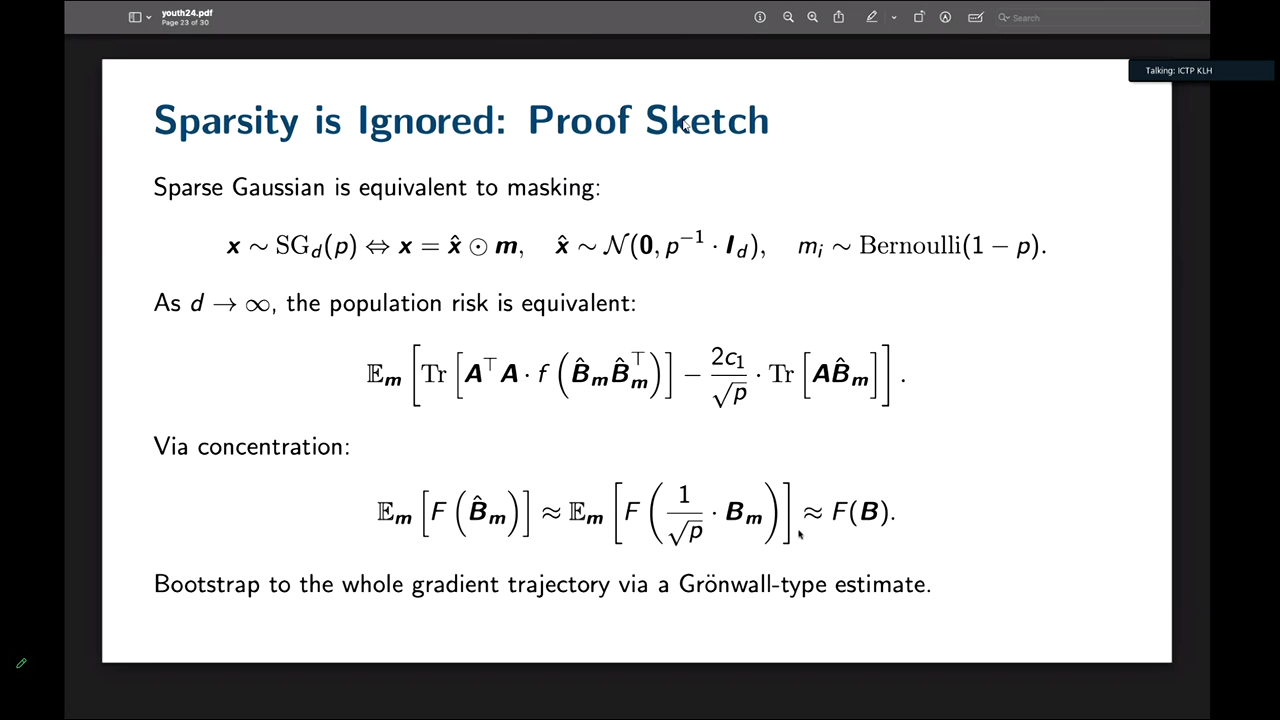 youth24.pdf
Page 23 of 30
Search
Talking: ICTP KLH
Sparsity is Ignored: Proof Sketch
Sparse Gaussian is equivalent to masking:
x ∼ SG_d(p) ⇔ x = x̂ ⊙ m, x̂ ∼ 𝒩(0, p⁻¹ · I_d), m_i ∼ Bernoulli(1 − p).
As d → ∞, the population risk is equivalent:
𝔼_m [Tr [A^⊤ A · f (B̂_m B̂_m^⊤)] − 2c₁/√p · Tr [A B̂_m]].
Via concentration:
𝔼_m [F (B̂_m)] ≈ 𝔼_m [F (1/√p · B_m)] ≈ F(B).
Bootstrap to the whole gradient trajectory via a Grönwall-type estimate.